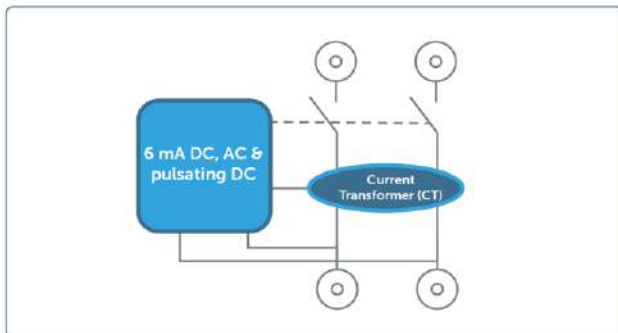 6 mA DC, AC &
pulsating DC
Current
Transformer (CT)